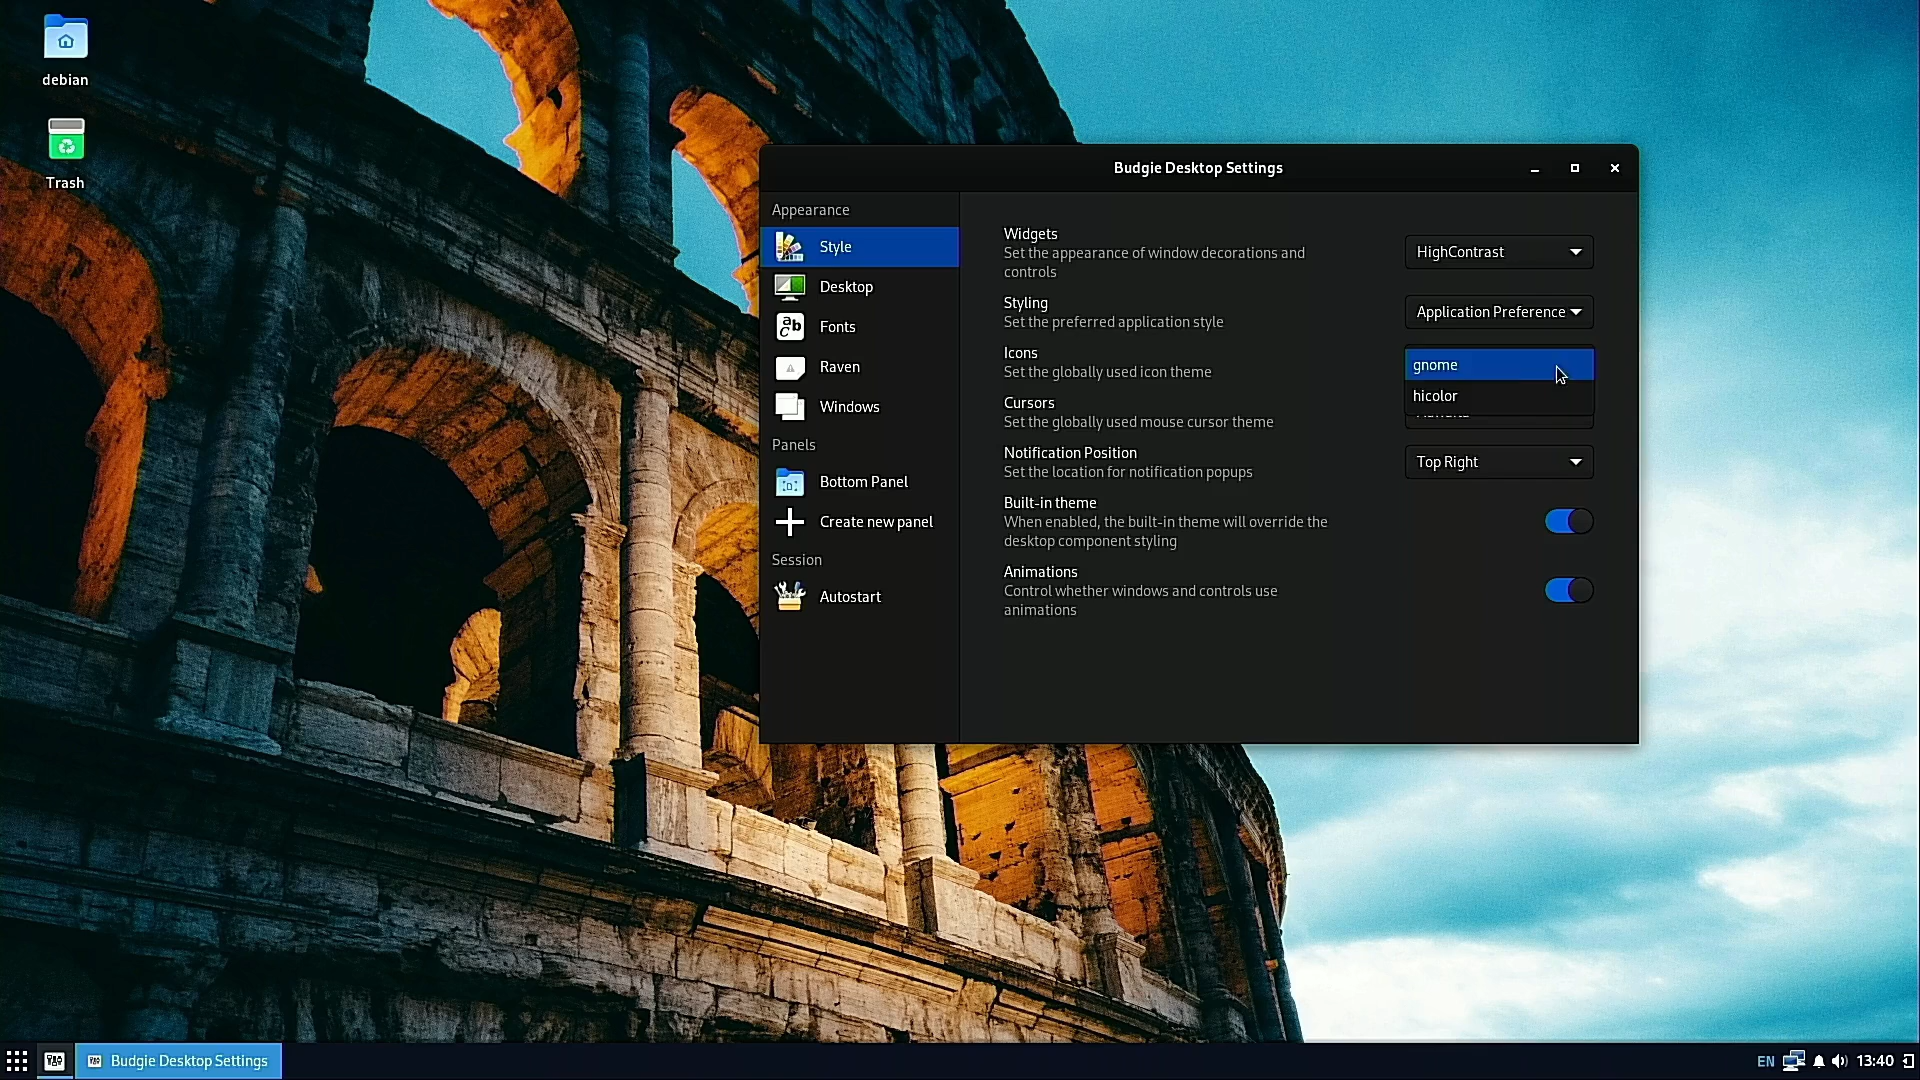 debian
Trash
Budgie Desktop Settings
Appearance
Style
Desktop
Fonts
Raven
Windows
Panels
Bottom Panel
Create new panel
Session
Autostart
Widgets
Set the appearance of window decorations and
controls
HighContrast
Styling
Set the preferred application style
Application Preference
Icons
Set the globally used icon theme
gnome
hicolor
Cursors
Set the globally used mouse cursor theme
Notification Position
Set the location for notification popups
Top Right
Built-in theme
When enabled, the built-in theme will override the
desktop component styling
Animations
Control whether windows and controls use
animations
Budgie Desktop Settings
EN
13:40